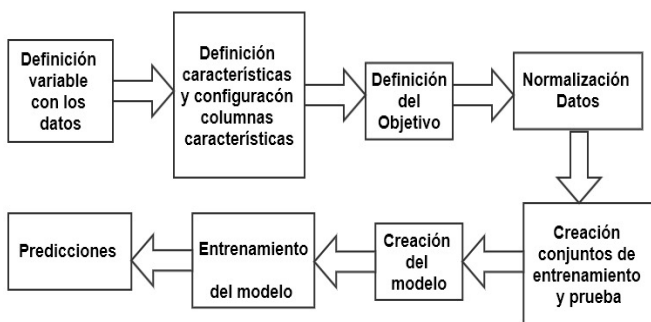 Definición
variable
con los
datos
Definición
características
y configuracón
columnas
características
Definición
del
Objetivo
Normalización
Datos
Creación
conjuntos de
entrenamiento
y prueba
Creación
del
modelo
Entrenamiento
del modelo
Predicciones